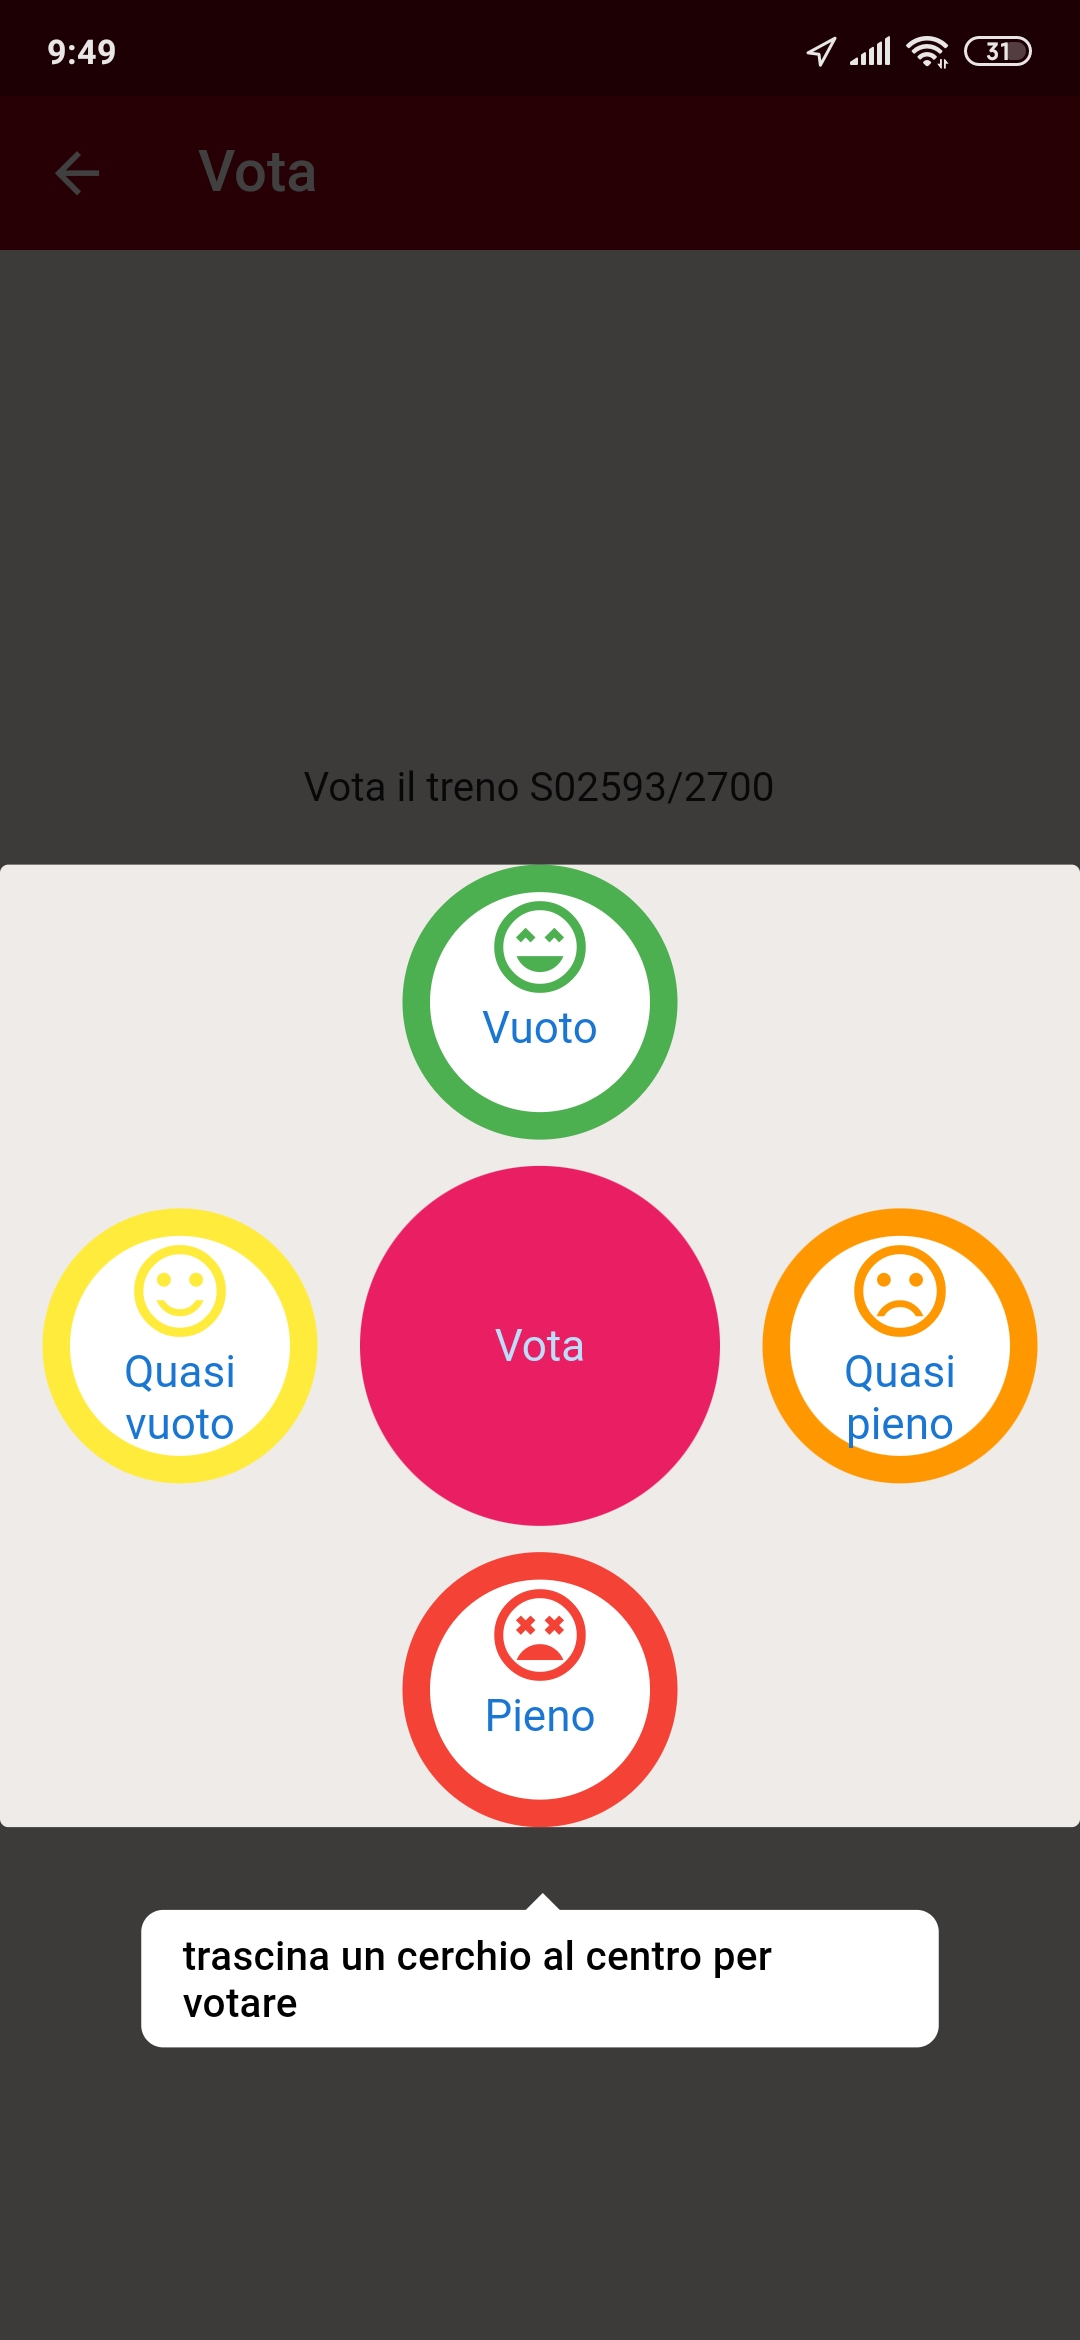 9:49
31
Vota
Vota il treno S02593/2700
Vuoto
Quasi
vuoto
Vota
Quasi
pieno
Pieno
trascina un cerchio al centro per
votare